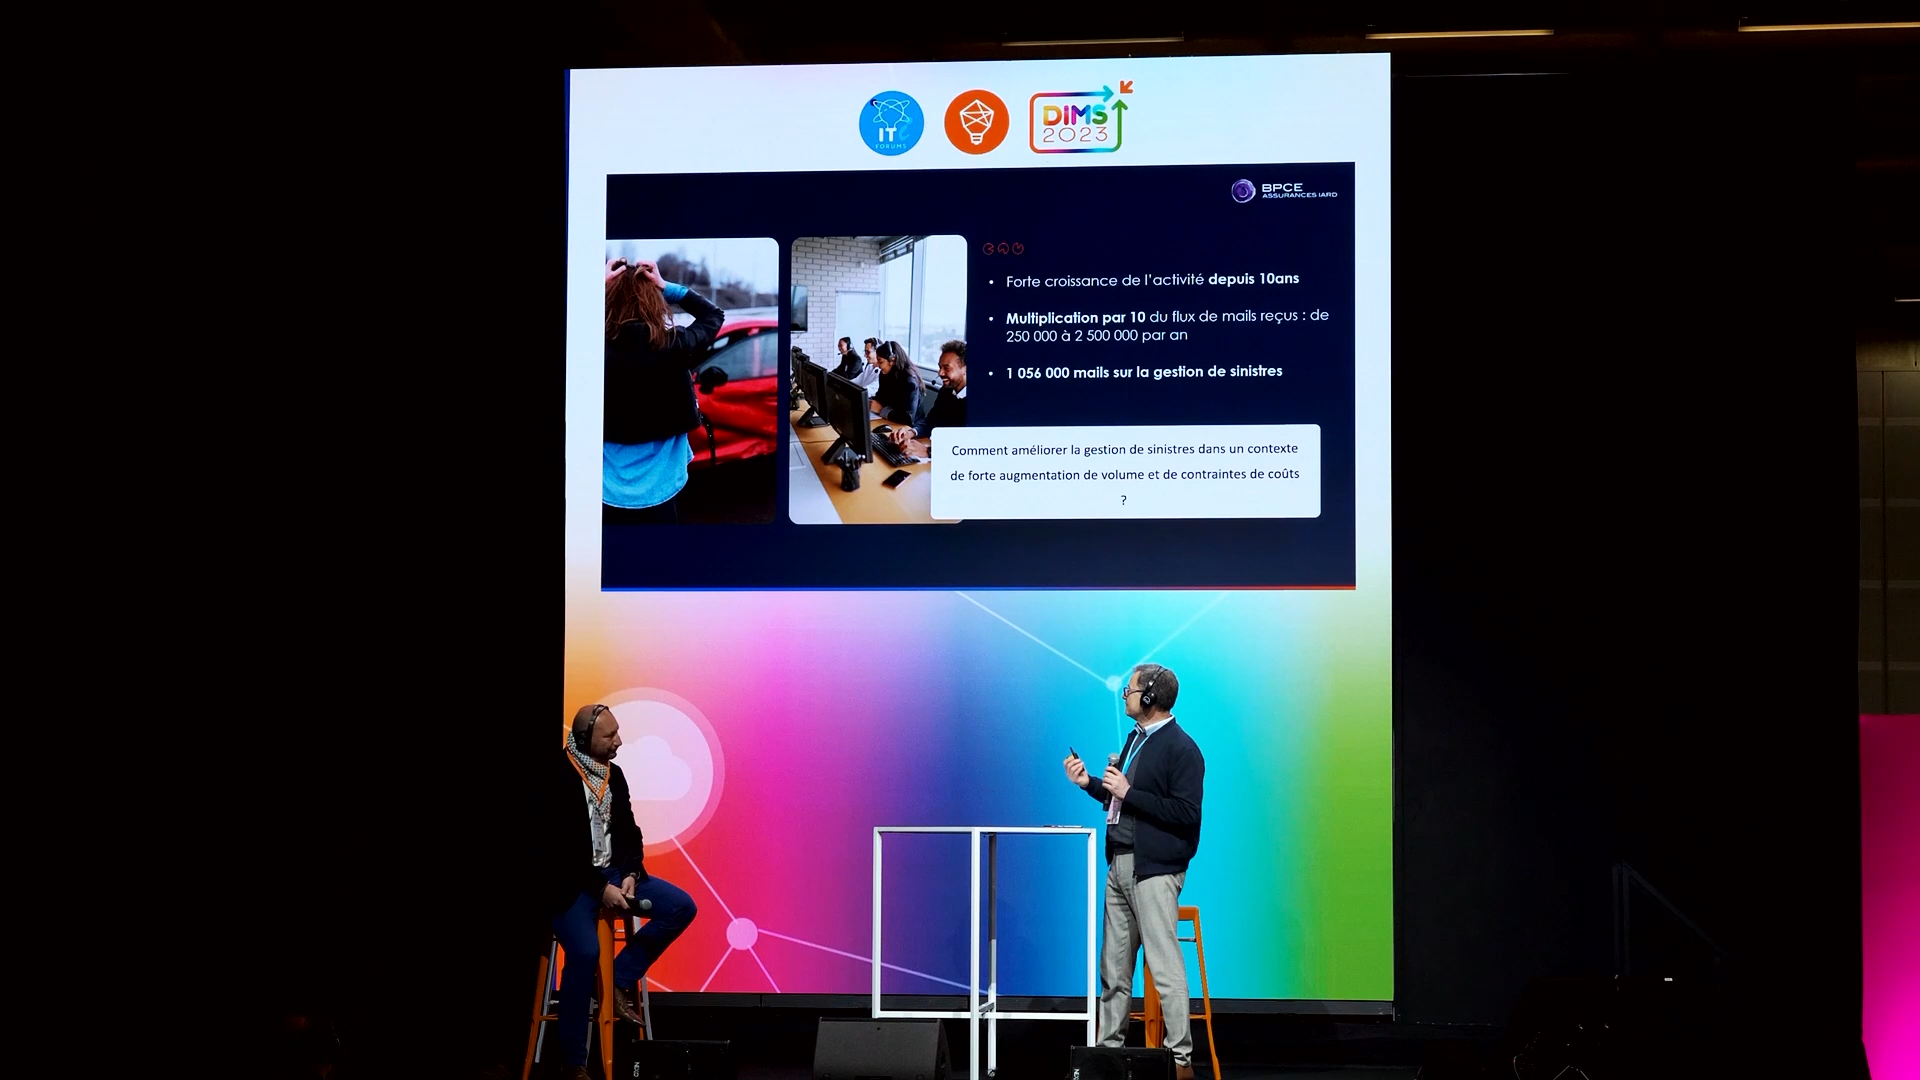 IT
FORUMS
DIMS
2023
BPCE
ASSURANCES IARD
• Forte croissance de l'activité depuis 10ans
• Multiplication par 10 du flux de mails reçus : de
250 000 à 2 500 000 par an
• 1 056 000 mails sur la gestion de sinistres
Comment améliorer la gestion de sinistres dans un contexte
de forte augmentation de volume et de contraintes de coûts
?
NEXO
NEXO